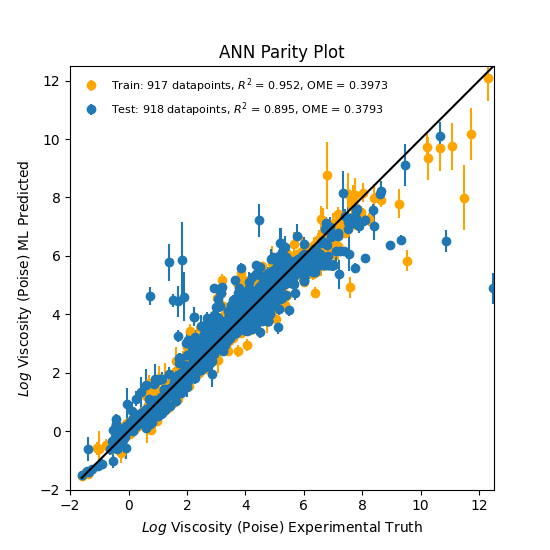 ANN Parity Plot
Train: 917 datapoints, R² = 0.952, OME = 0.3973
Test: 918 datapoints, R² = 0.895, OME = 0.3793
Log Viscosity (Poise) ML Predicted
12
10
8
6
4
2
0
−2
−2 0 2 4 6 8 10 12
Log Viscosity (Poise) Experimental Truth